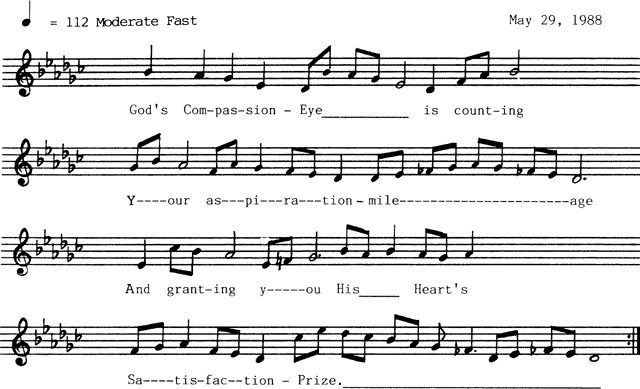 = 112 Moderate Fast May 29, 1988
God's Com-pas-sion - Eye__________ is count-ing
Y----our as---pi---ra---tion - mile-----------------------age
And grant-ing y-----ou His_____ Heart's
Sa----tis-fac--tion - Prize.______________________________